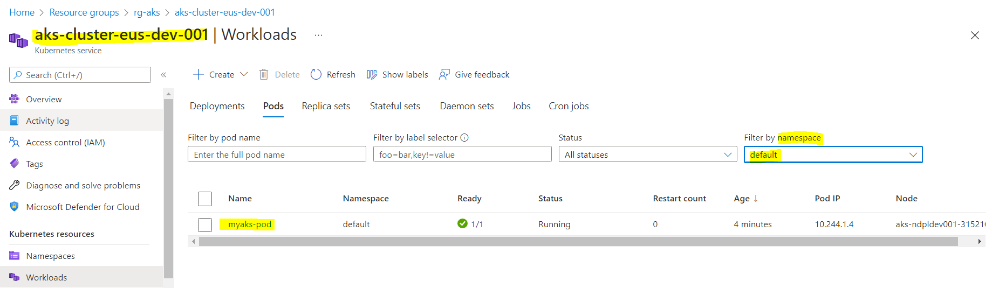 Home > Resource groups > rg-aks > aks-cluster-eus-dev-001
aks-cluster-eus-dev-001 | Workloads ...
Kubernetes service
Search (Ctrl+/) «
Create Delete Refresh Show labels Give feedback
Overview
Activity log
Access control (IAM)
Tags
Diagnose and solve problems
Microsoft Defender for Cloud
Kubernetes resources
Namespaces
Workloads
Deployments Pods Replica sets Stateful sets Daemon sets Jobs Cron jobs
Filter by pod name Filter by label selector Status Filter by namespace
Enter the full pod name foo=bar,key!=value All statuses default
Name Namespace Ready Status Restart count Age ↓ Pod IP Node
myaks-pod default 1/1 Running 0 4 minutes 10.244.1.4 aks-ndpldev001-31521